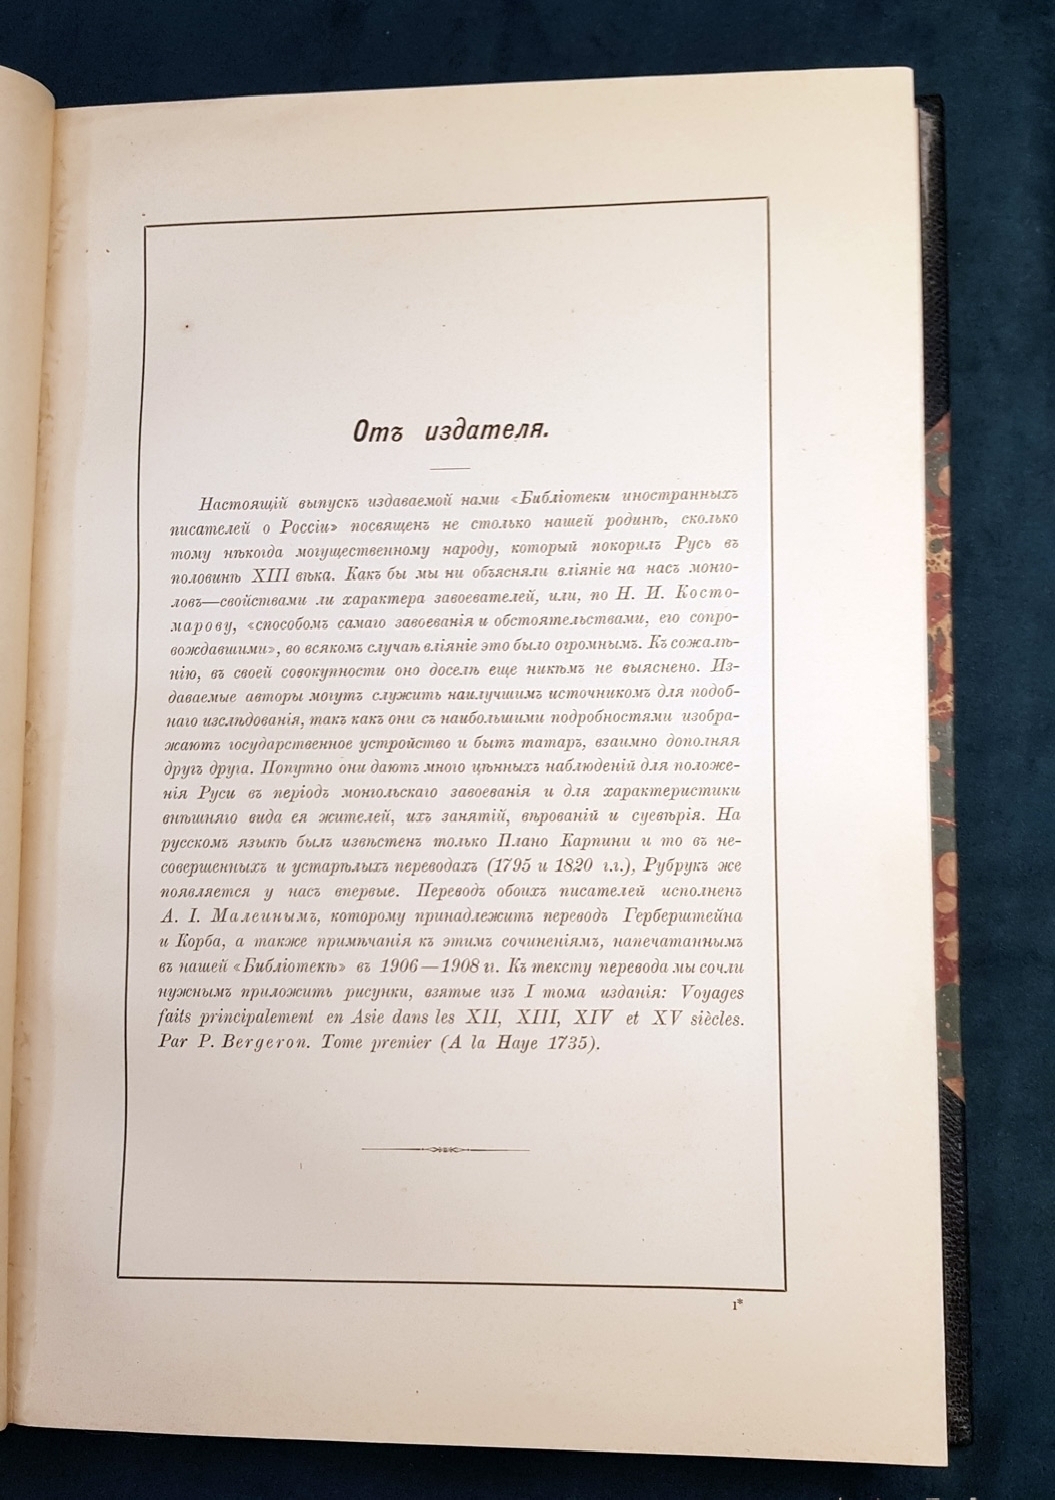 Отъ издателя.
Настоящій выпускъ издаваемой нами «Библіотеки иностранныхъ
писателей о Россіи» посвященъ не столько нашей родинѣ, сколько
тому нѣкогда могущественному народу, который покорилъ Русь въ
половинѣ XIII вѣка. Какъ бы мы ни объясняли вліяніе на насъ монго-
ловъ—свойствами ли характера завоевателей, или, по Н. И. Косто-
марову, «способомъ самаго завоеванія и обстоятельствами, его сопро-
вождавшими», во всякомъ случаѣ вліяніе это было огромнымъ. Къ сожалѣ-
нію, въ своей совокупности оно доселѣ еще никѣмъ не выяснено. Из-
даваемые авторы могутъ служить наилучшимъ источникомъ для подоб-
наго изслѣдованія, такъ какъ они съ наибольшими подробностями изобра-
жаютъ государственное устройство и бытъ татаръ, взаимно дополняя
другъ друга. Попутно они даютъ много цѣнныхъ наблюденій для положе-
нія Руси въ періодъ монгольскаго завоеванія и для характеристики
внѣшняго вида ея жителей, ихъ занятій, вѣрованій и суевѣрія. На
русскомъ языкѣ былъ извѣстенъ только Плано Карпини и то въ не-
совершенныхъ и устарѣлыхъ переводахъ (1795 и 1820 г.г.), Рубрукъ же
появляется у насъ впервые. Переводъ обоихъ писателей исполненъ
А. І. Малеинымъ, которому принадлежитъ переводъ Герберштейна
и Корба, а также примѣчанія къ этимъ сочиненіямъ, напечатаннымъ
въ нашей «Библіотекѣ» въ 1906—1908 гг. Къ тексту перевода мы сочли
нужнымъ приложить рисунки, взятые изъ I тома изданія: Voyages
faits principalement en Asie dans les XII, XIII, XIV et XV siècles.
Par P. Bergeron. Tome premier (A la Haye 1735).
1*